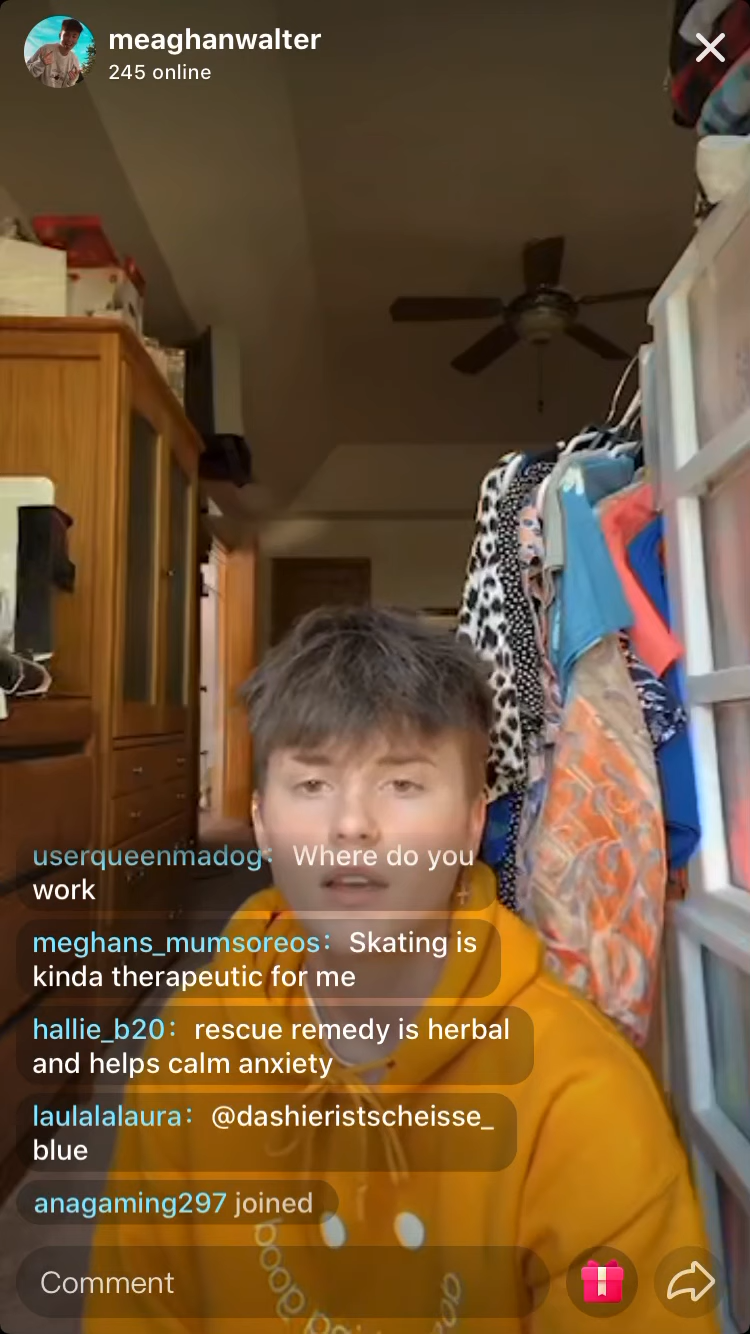 meaghanwalter
245 online
userqueenmadog: Where do you
work
meghans_mumsoreos: Skating is
kinda therapeutic for me
hallie_b20: rescue remedy is herbal
and helps calm anxiety
laulalalaura: @dashieristscheisse_
blue
anagaming297 joined
Comment